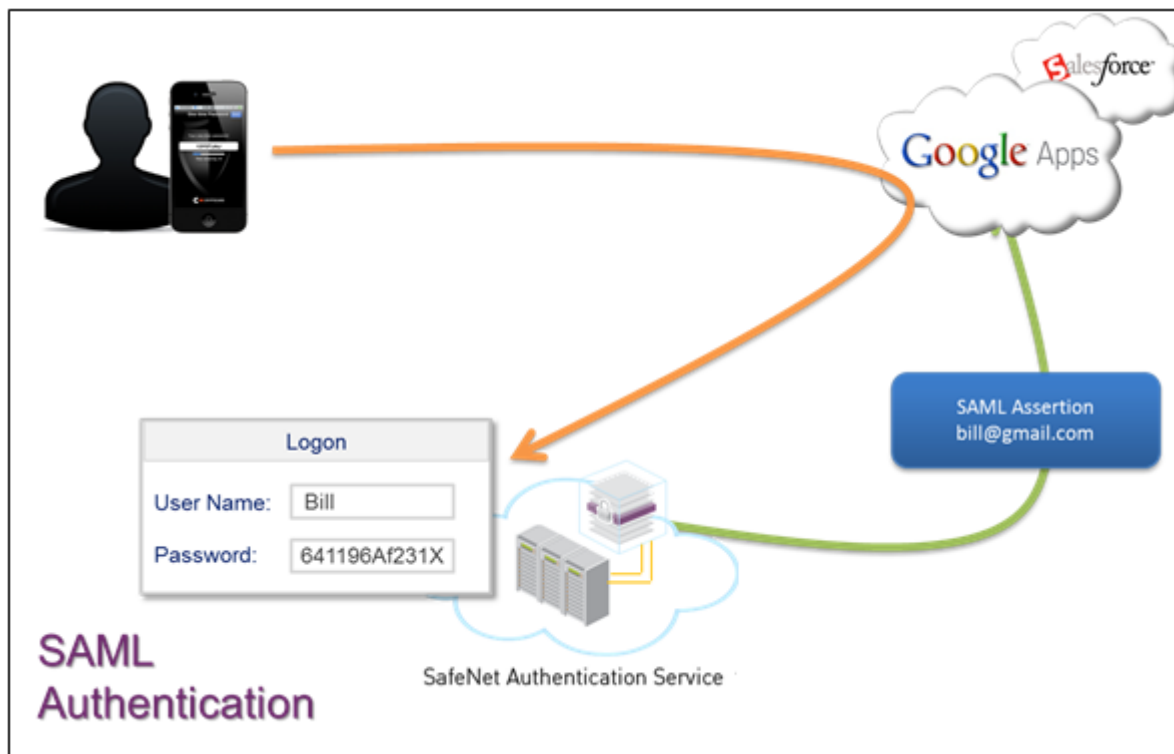 salesforce
Google Apps
SAML Assertion
bill@gmail.com
Logon
User Name: Bill
Password: 641196Af231X
SAML
Authentication
SafeNet Authentication Service